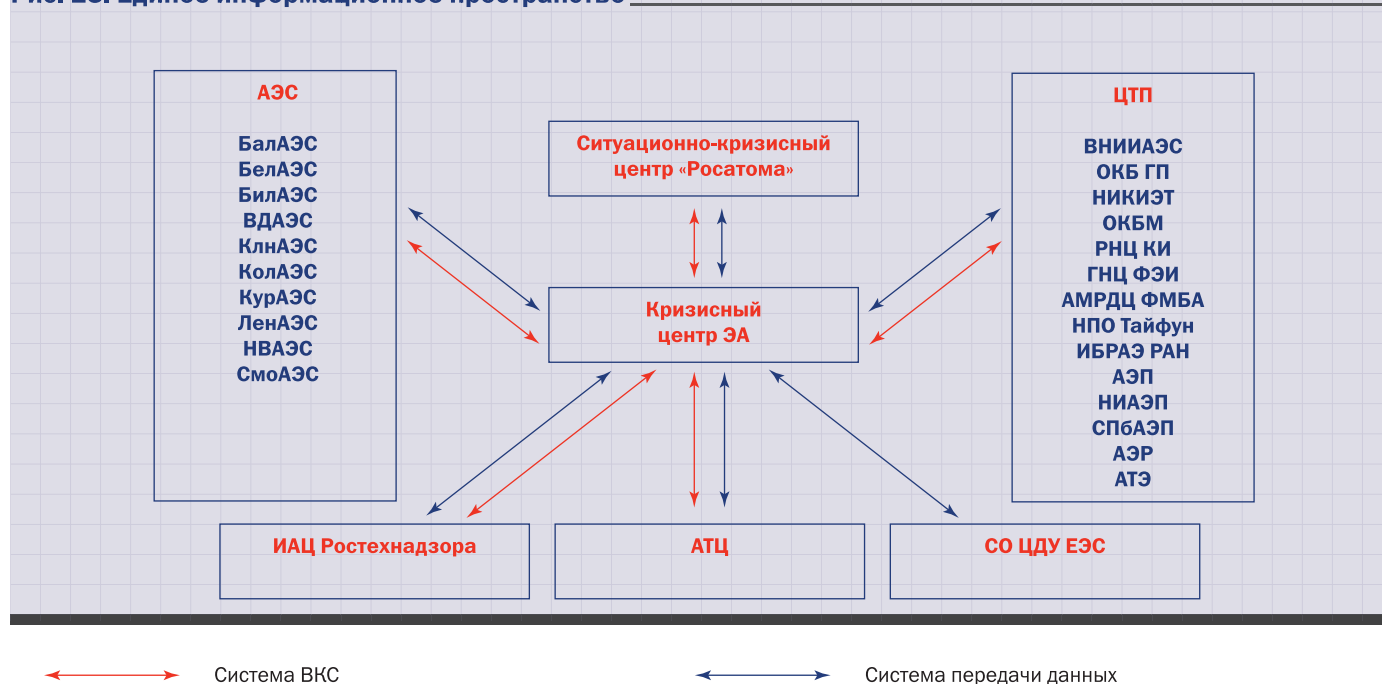 АЭС
БалАЭС
БелАЭС
БилАЭС
ВДАЭС
КлнАЭС
КолАЭС
КурАЭС
ЛенАЭС
НВАЭС
СмоАЭС
Ситуационно-кризисный
центр «Росатома»
Кризисный
центр ЭА
ЦТП
ВНИИАЭС
ОКБ ГП
НИКИЭТ
ОКБМ
РНЦ КИ
ГНЦ ФЭИ
АМРДЦ ФМБА
НПО Тайфун
ИБРАЭ РАН
АЭП
НИАЭП
СПбАЭП
АЭР
АТЭ
ИАЦ Ростехнадзора
АТЦ
СО ЦДУ ЕЭС
Система ВКС
Система передачи данных